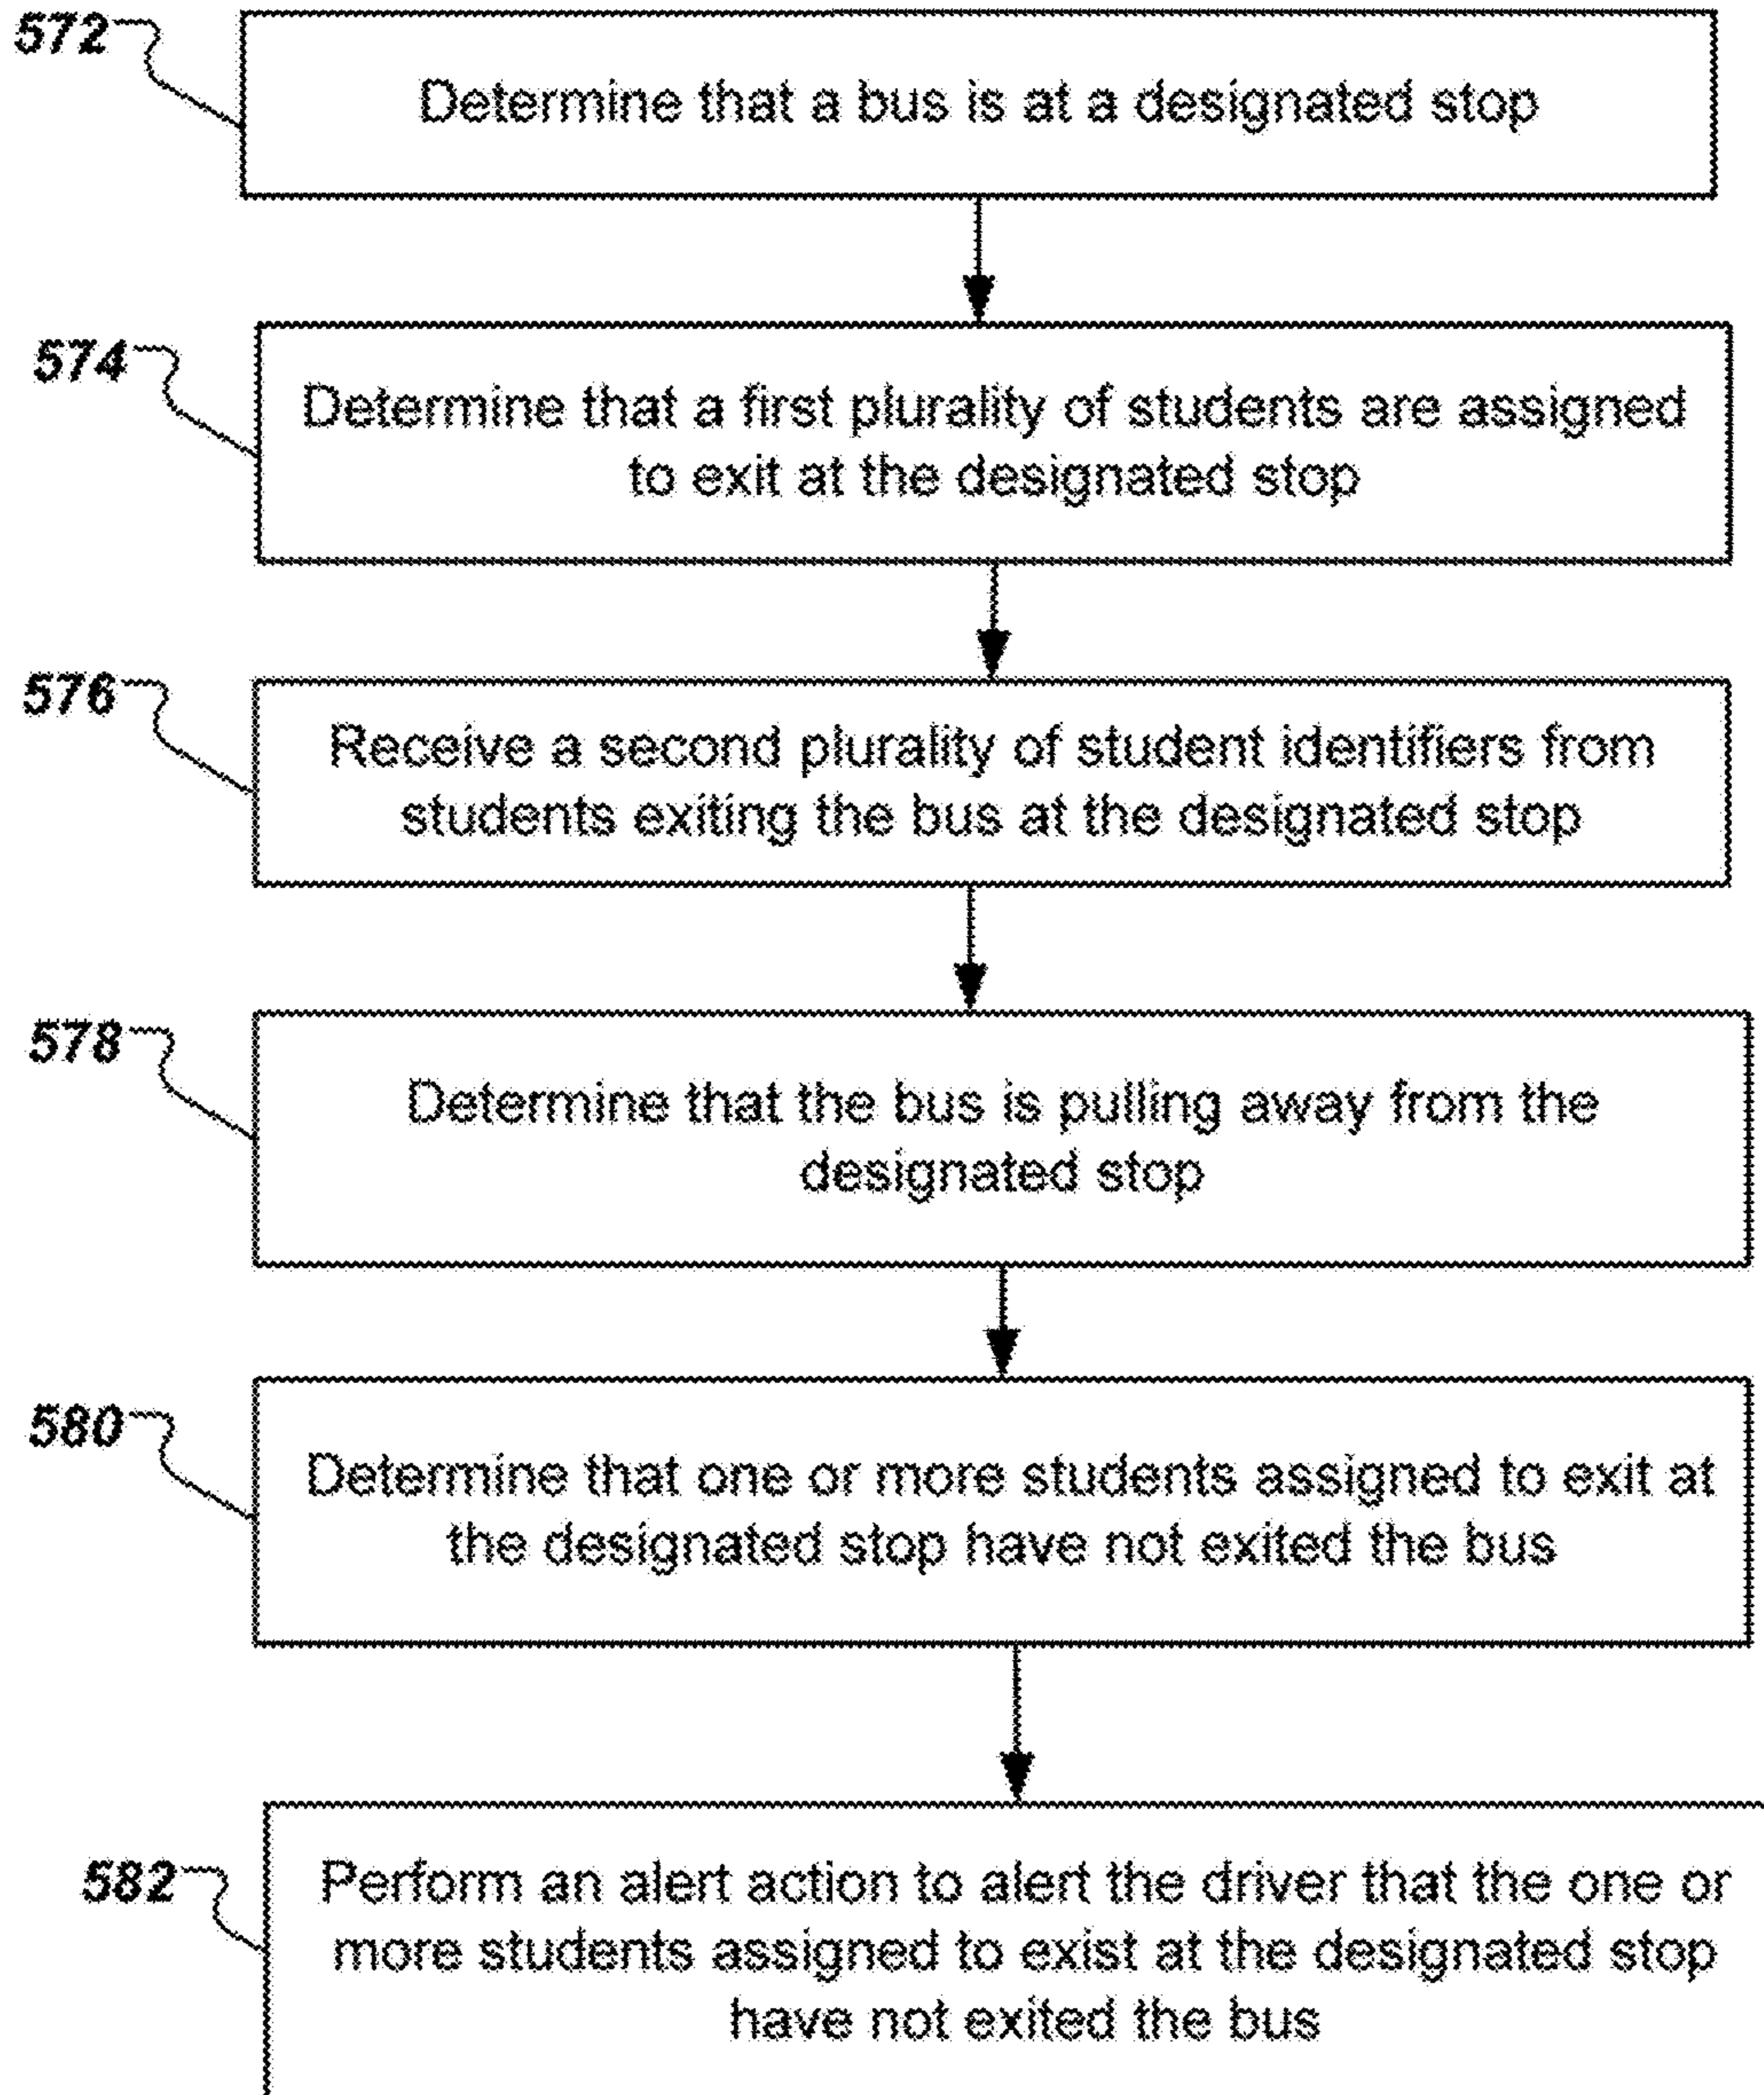 572
Determine that a bus is at a designated stop
574
Determine that a first plurality of students are assigned
to exit at the designated stop
576
Receive a second plurality of student identifiers from
students exiting the bus at the designated stop
578
Determine that the bus is pulling away from the
designated stop
580
Determine that one or more students assigned to exit at
the designated stop have not exited the bus
582
Perform an alert action to alert the driver that the one or
more students assigned to exist at the designated stop
have not exited the bus